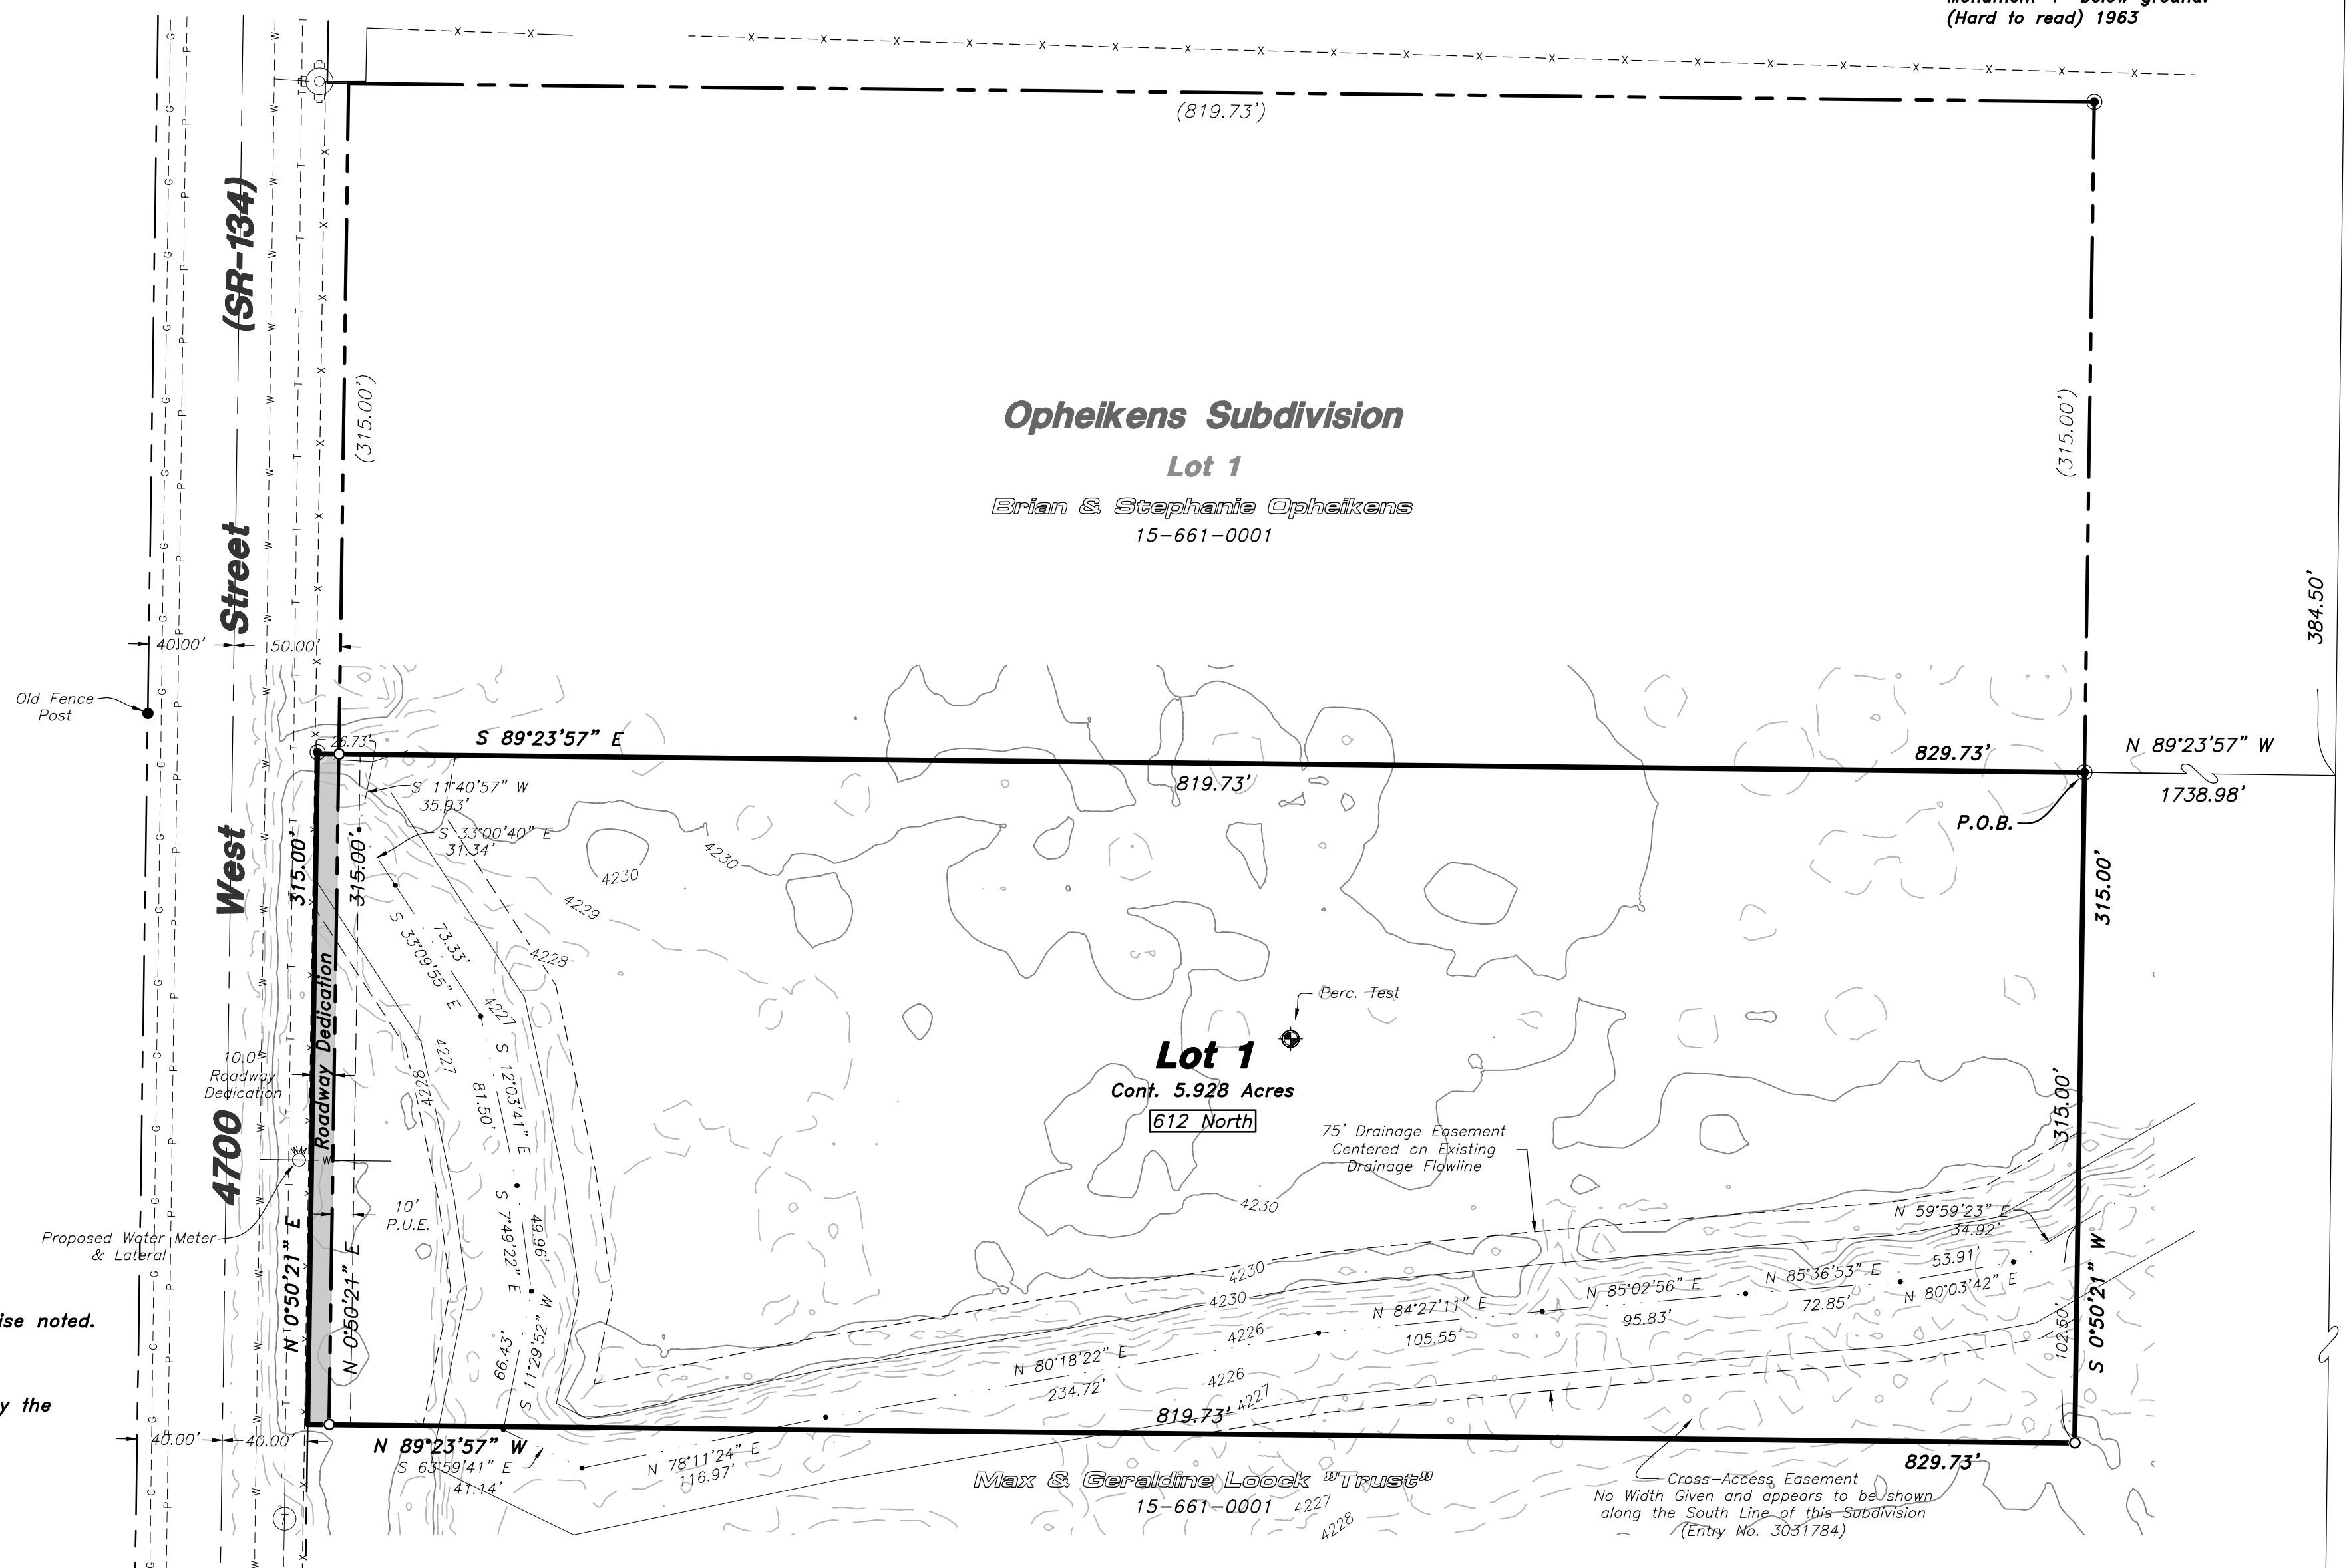 (Hard to read) 1963
(819.73')
(SR-134)
Street
West
4700
(315.00')
(315.00')
Opheikens Subdivision
Lot 1
Brian & Stephanie Opheikens
15-661-0001
384.50'
40.00'
50.00'
Old Fence
Post
26.73'
S 89°23'57" E
829.73'
819.73'
N 89°23'57" W
1738.98'
P.O.B.
S 11°40'57" W
35.93'
S 33°00'40" E
31.34'
315.00'
315.00'
315.00'
4230
4230
4229
4228
73.33'
S 33°09'55" E
4227
4227
4228
Roadway Dedication
Perc. Test
Lot 1
Cont. 5.928 Acres
612 North
10.0'
Roadway
Dedication
81.50'
S 12°03'41" E
315.00'
75' Drainage Easement
Centered on Existing
Drainage Flowline
4230
10'
P.U.E.
Proposed Water Meter
& Lateral
N 0°50'21" E
N 0°50'21" E
S 7°49'22" E
49.96'
66.43'
S 11°29'52" W
N 59°59'23" E
34.92'
53.91'
N 80°03'42" E
N 85°36'53" E
72.85'
N 85°02'56" E
95.83'
N 84°27'11" E
105.55'
N 80°18'22" E
234.72'
4230
4230
4226
4226
4227
102.50'
S 0°50'21" W
ise noted.
y the
819.73'
829.73'
40.00'
40.00'
N 89°23'57" W
S 63°59'41" E
41.14'
N 78°11'24" E
116.97'
Max & Geraldine Loock "Trust"
15-661-0001
4227
4228
Cross-Access Easement
No Width Given and appears to be shown
along the South Line of this Subdivision
(Entry No. 3031784)